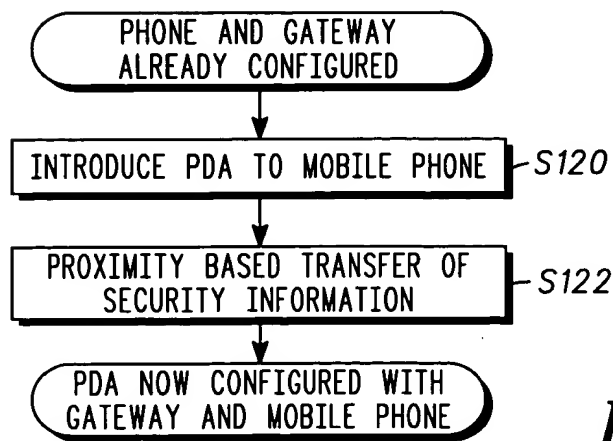 PHONE AND GATEWAY
ALREADY CONFIGURED
INTRODUCE PDA TO MOBILE PHONE
S120
PROXIMITY BASED TRANSFER OF
SECURITY INFORMATION
S122
PDA NOW CONFIGURED WITH
GATEWAY AND MOBILE PHONE